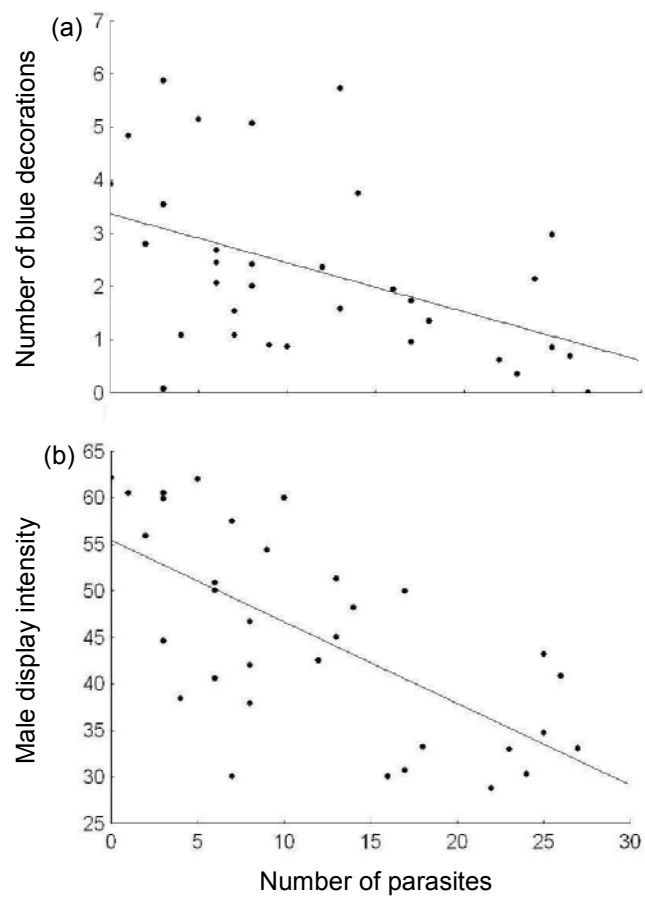 (a)
7
6
5
4
3
2
1
0
Number of blue decorations
(b)
65
60
55
50
45
40
35
30
25
Male display intensity
0 5 10 15 20 25 30
Number of parasites